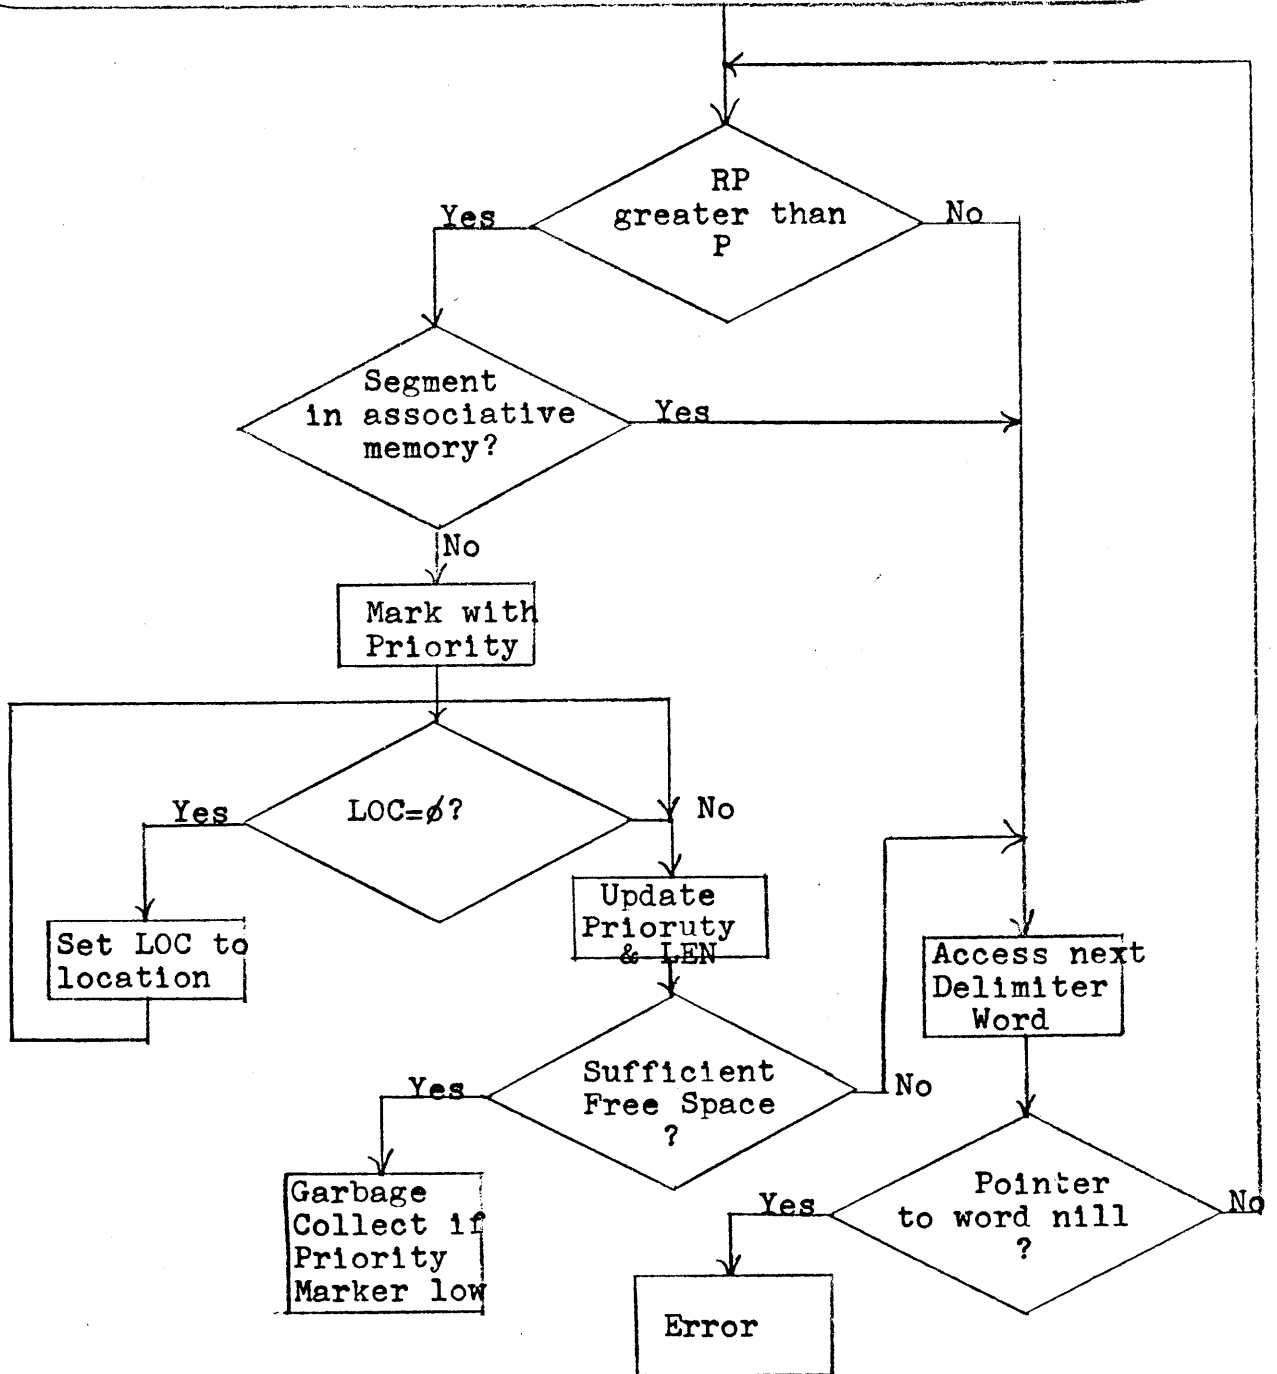 RP
greater than
P
Yes
No
Segment
in associative
memory?
Yes
No
Mark with
Priority
LOC=ø?
Yes
No
Set LOC to
location
Update
Prioruty
& LEN
Access next
Delimiter
Word
Sufficient
Free Space
?
Yes
No
Garbage
Collect if
Priority
Marker low
Pointer
to word nill
?
Yes
No
Error